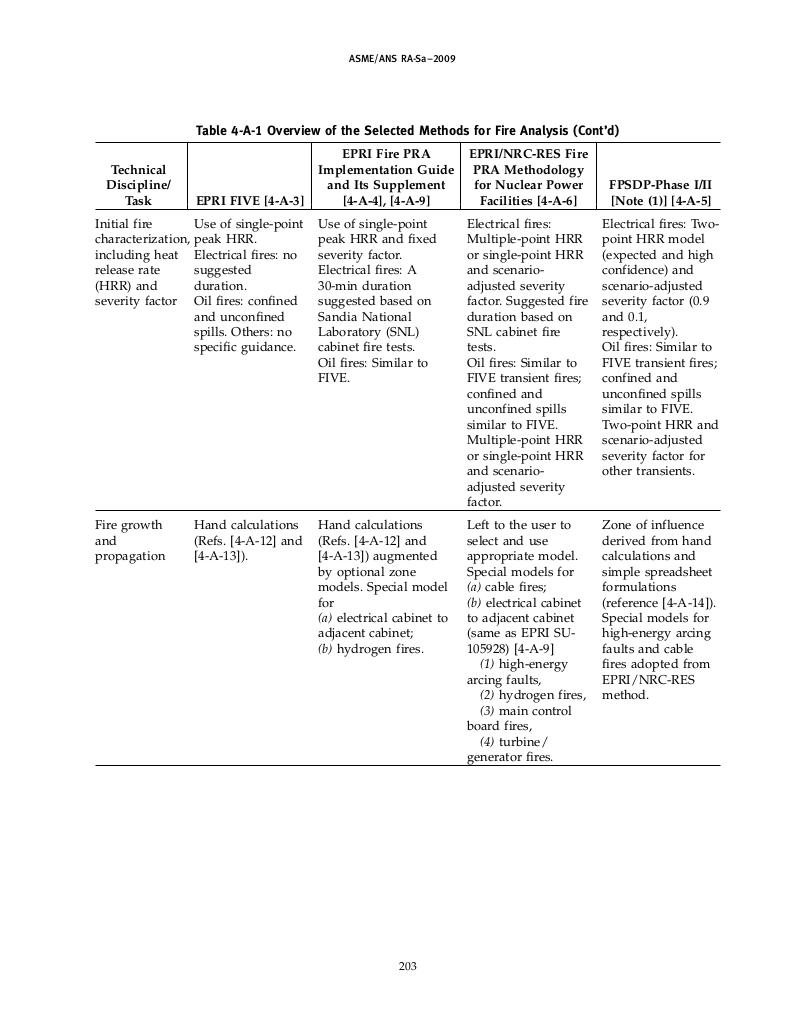 ASME/ANS RA-Sa–2009
Table 4-A-1 Overview of the Selected Methods for Fire Analysis (Cont'd)
Technical
Discipline/
Task
EPRI FIVE [4-A-3]
EPRI Fire PRA
Implementation Guide
and Its Supplement
[4-A-4], [4-A-9]
EPRI/NRC-RES Fire
PRA Methodology
for Nuclear Power
Facilities [4-A-6]
FPSDP-Phase I/II
[Note (1)] [4-A-5]
Initial fire
characterization,
including heat
release rate
(HRR) and
severity factor
Use of single-point
peak HRR.
Electrical fires: no
suggested
duration.
Oil fires: confined
and unconfined
spills. Others: no
specific guidance.
Use of single-point
peak HRR and fixed
severity factor.
Electrical fires: A
30-min duration
suggested based on
Sandia National
Laboratory (SNL)
cabinet fire tests.
Oil fires: Similar to
FIVE.
Electrical fires:
Multiple-point HRR
or single-point HRR
and scenario-
adjusted severity
factor. Suggested fire
duration based on
SNL cabinet fire
tests.
Oil fires: Similar to
FIVE transient fires;
confined and
unconfined spills
similar to FIVE.
Multiple-point HRR
or single-point HRR
and scenario-
adjusted severity
factor.
Electrical fires: Two-
point HRR model
(expected and high
confidence) and
scenario-adjusted
severity factor (0.9
and 0.1,
respectively).
Oil fires: Similar to
FIVE transient fires;
confined and
unconfined spills
similar to FIVE.
Two-point HRR and
scenario-adjusted
severity factor for
other transients.
Fire growth
and
propagation
Hand calculations
(Refs. [4-A-12] and
[4-A-13]).
Hand calculations
(Refs. [4-A-12] and
[4-A-13]) augmented
by optional zone
models. Special model
for
(a) electrical cabinet to
adjacent cabinet;
(b) hydrogen fires.
Left to the user to
select and use
appropriate model.
Special models for
(a) cable fires;
(b) electrical cabinet
to adjacent cabinet
(same as EPRI SU-
105928) [4-A-9]
(1) high-energy
arcing faults,
(2) hydrogen fires,
(3) main control
board fires,
(4) turbine/
generator fires.
Zone of influence
derived from hand
calculations and
simple spreadsheet
formulations
(reference [4-A-14]).
Special models for
high-energy arcing
faults and cable
fires adopted from
EPRI/NRC-RES
method.
203